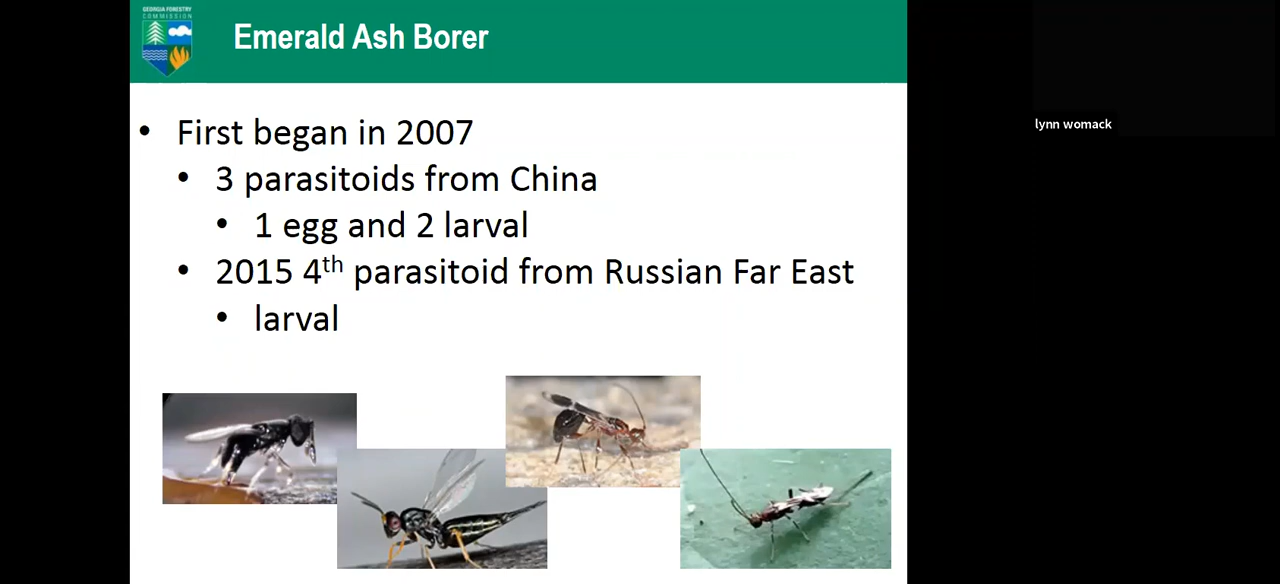 GEORGIA FORESTRY
COMMISSION
Emerald Ash Borer
• First began in 2007
• 3 parasitoids from China
• 1 egg and 2 larval
• 2015 4th parasitoid from Russian Far East
• larval
lynn womack